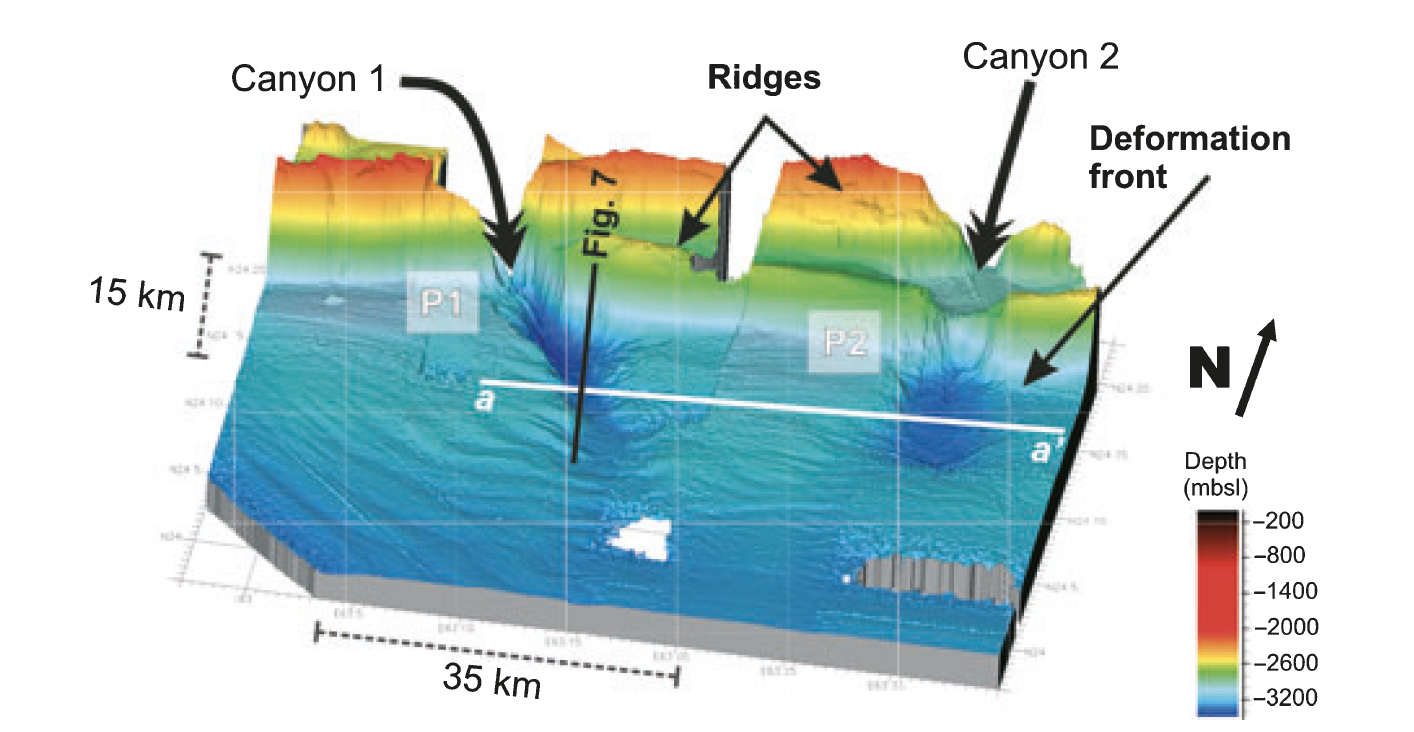 Canyon 1
Ridges
Canyon 2
Deformation
front
Fig. 7
15 km
P1
P2
N
a
a'
35 km
Depth
(mbsl)
–200
–800
–1400
–2000
–2600
–3200